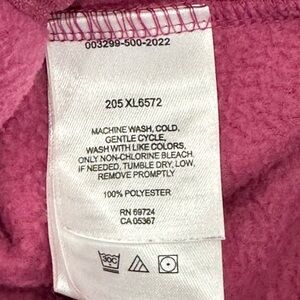 003299-500-2022
205 XL6572
MACHINE WASH, COLD,
GENTLE CYCLE,
WASH WITH LIKE COLORS,
ONLY NON-CHLORINE BLEACH,
IF NEEDED, TUMBLE DRY, LOW,
REMOVE PROMPTLY
100% POLYESTER
RN 69724
CA 05367
30C